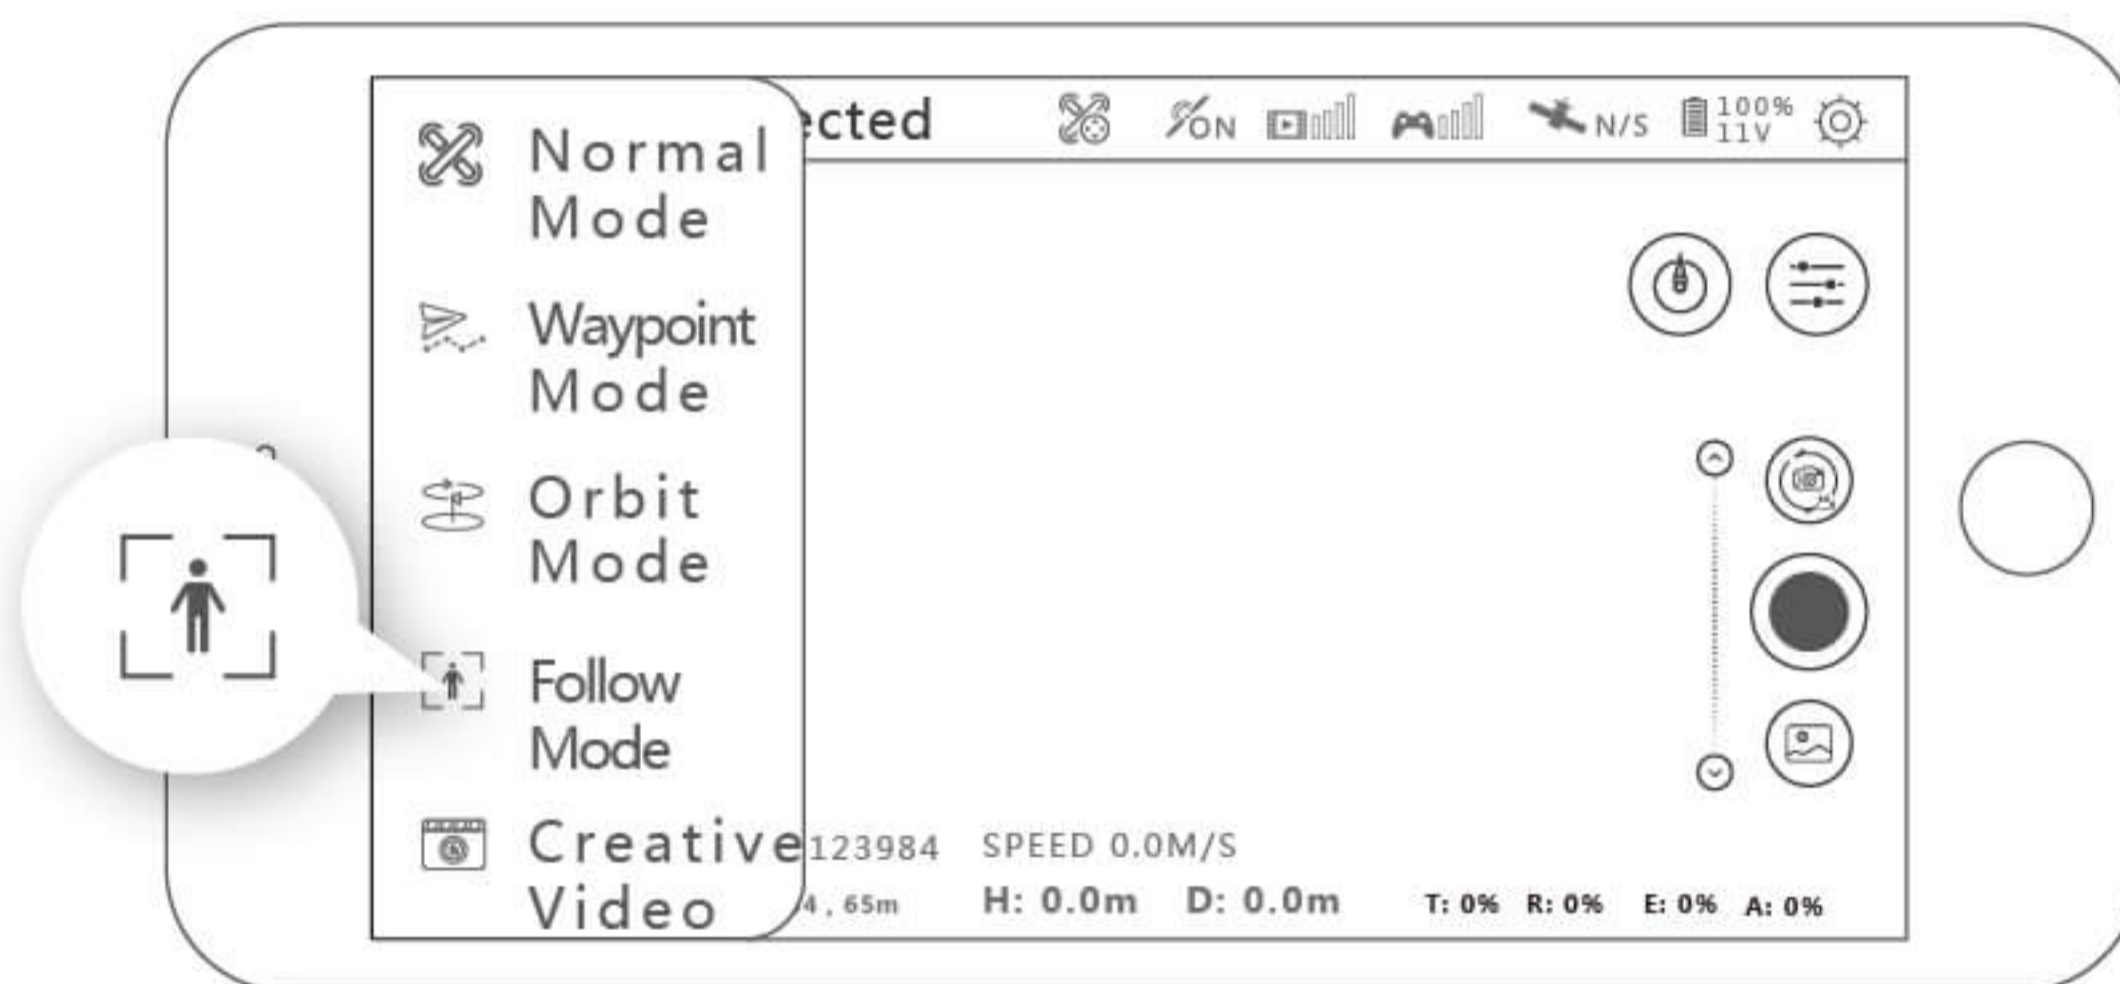 Normal
Mode
Waypoint
Mode
Orbit
Mode
Follow
Mode
Creative
Video
ected
ON
N/S
100%
11V
123984
SPEED 0.0M/S
4 , 65m
H: 0.0m D: 0.0m
T: 0% R: 0% E: 0% A: 0%